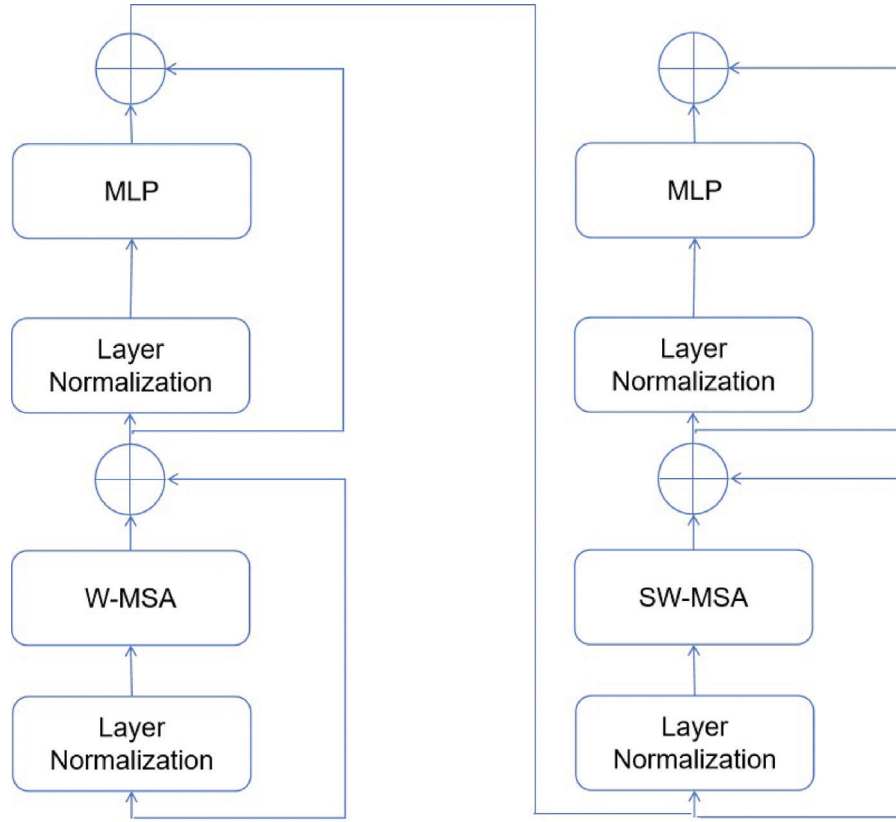 MLP
Layer
Normalization
W-MSA
Layer
Normalization
MLP
Layer
Normalization
SW-MSA
Layer
Normalization